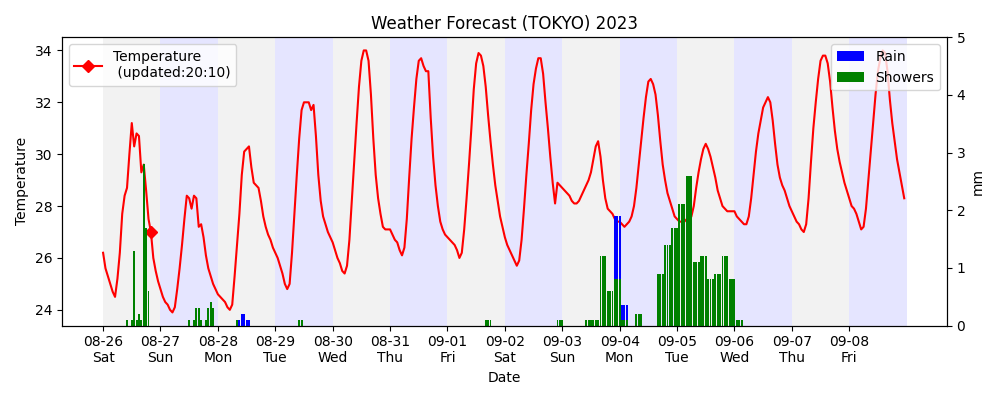 Weather Forecast (TOKYO) 2023
Temperature
(updated:20:10)
Rain
Showers
Temperature
34
32
30
28
26
24
5
4
3
2
1
0
mm
08-26 08-27 08-28 08-29 08-30 08-31 09-01 09-02 09-03 09-04 09-05 09-06 09-07 09-08
Sat Sun Mon Tue Wed Thu Fri Sat Sun Mon Tue Wed Thu Fri
Date